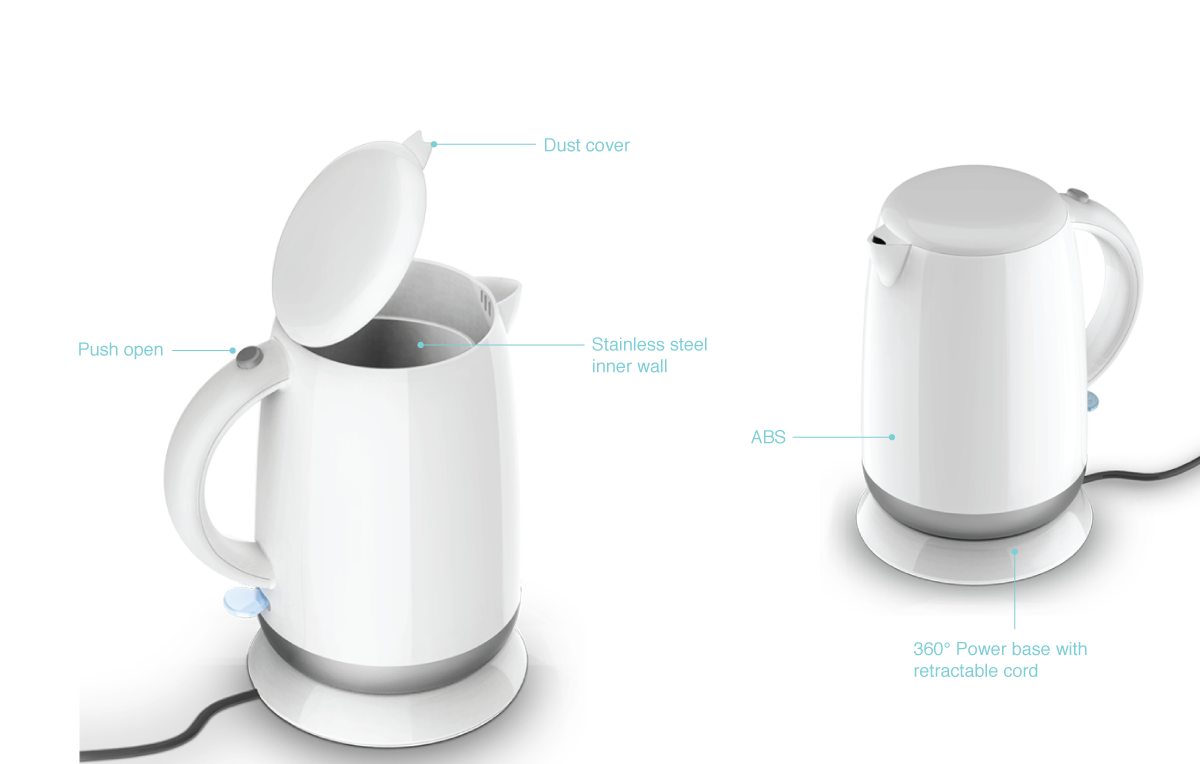 Dust cover
Push open
Stainless steel
inner wall
ABS
360° Power base with
retractable cord